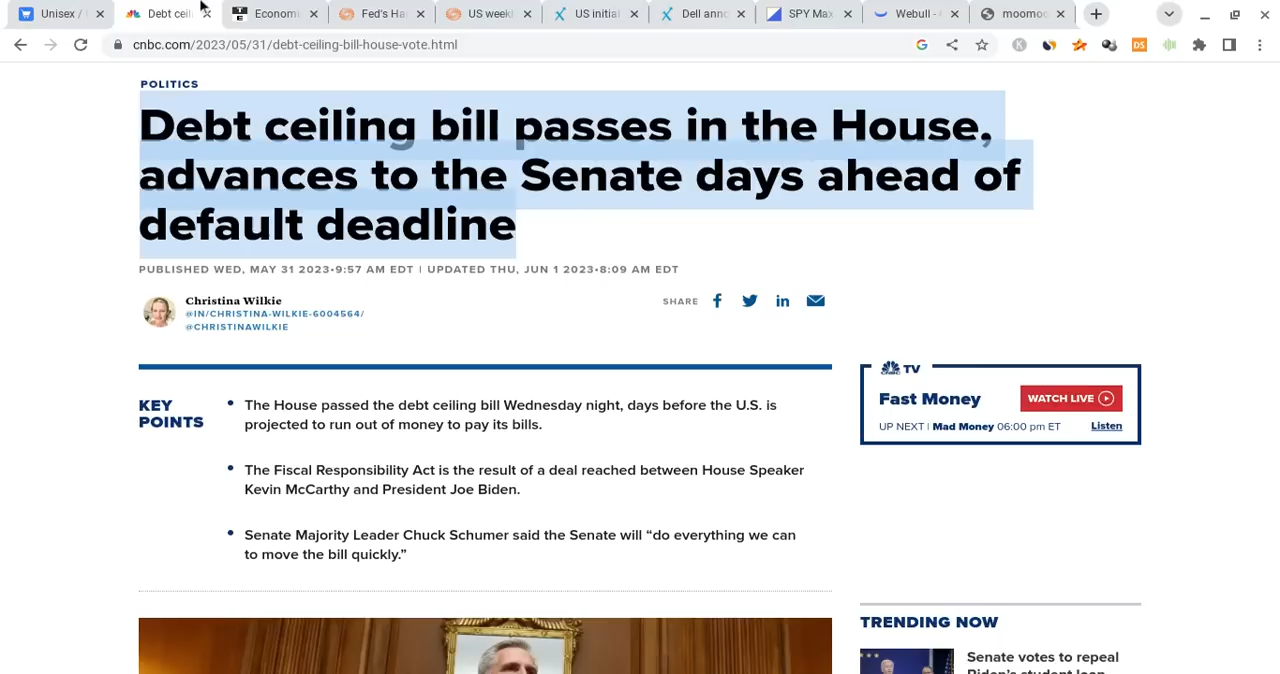 Unisex /
Debt ceil
Economi
Fed's Ha
US week
US initia
Dell anno
SPY Max
Webull -
moomoo
cnbc.com/2023/05/31/debt-ceiling-bill-house-vote.html
POLITICS
Debt ceiling bill passes in the House,
advances to the Senate days ahead of
default deadline
PUBLISHED WED, MAY 31 2023•9:57 AM EDT | UPDATED THU, JUN 1 2023•8:09 AM EDT
Christina Wilkie
@IN/CHRISTINA-WILKIE-6004564/
@CHRISTINAWILKIE
SHARE
KEY
POINTS
The House passed the debt ceiling bill Wednesday night, days before the U.S. is
projected to run out of money to pay its bills.
The Fiscal Responsibility Act is the result of a deal reached between House Speaker
Kevin McCarthy and President Joe Biden.
Senate Majority Leader Chuck Schumer said the Senate will “do everything we can
to move the bill quickly.”
TV
Fast Money
WATCH LIVE
UP NEXT | Mad Money 06:00 pm ET
Listen
TRENDING NOW
Senate votes to repeal
Biden's student loan